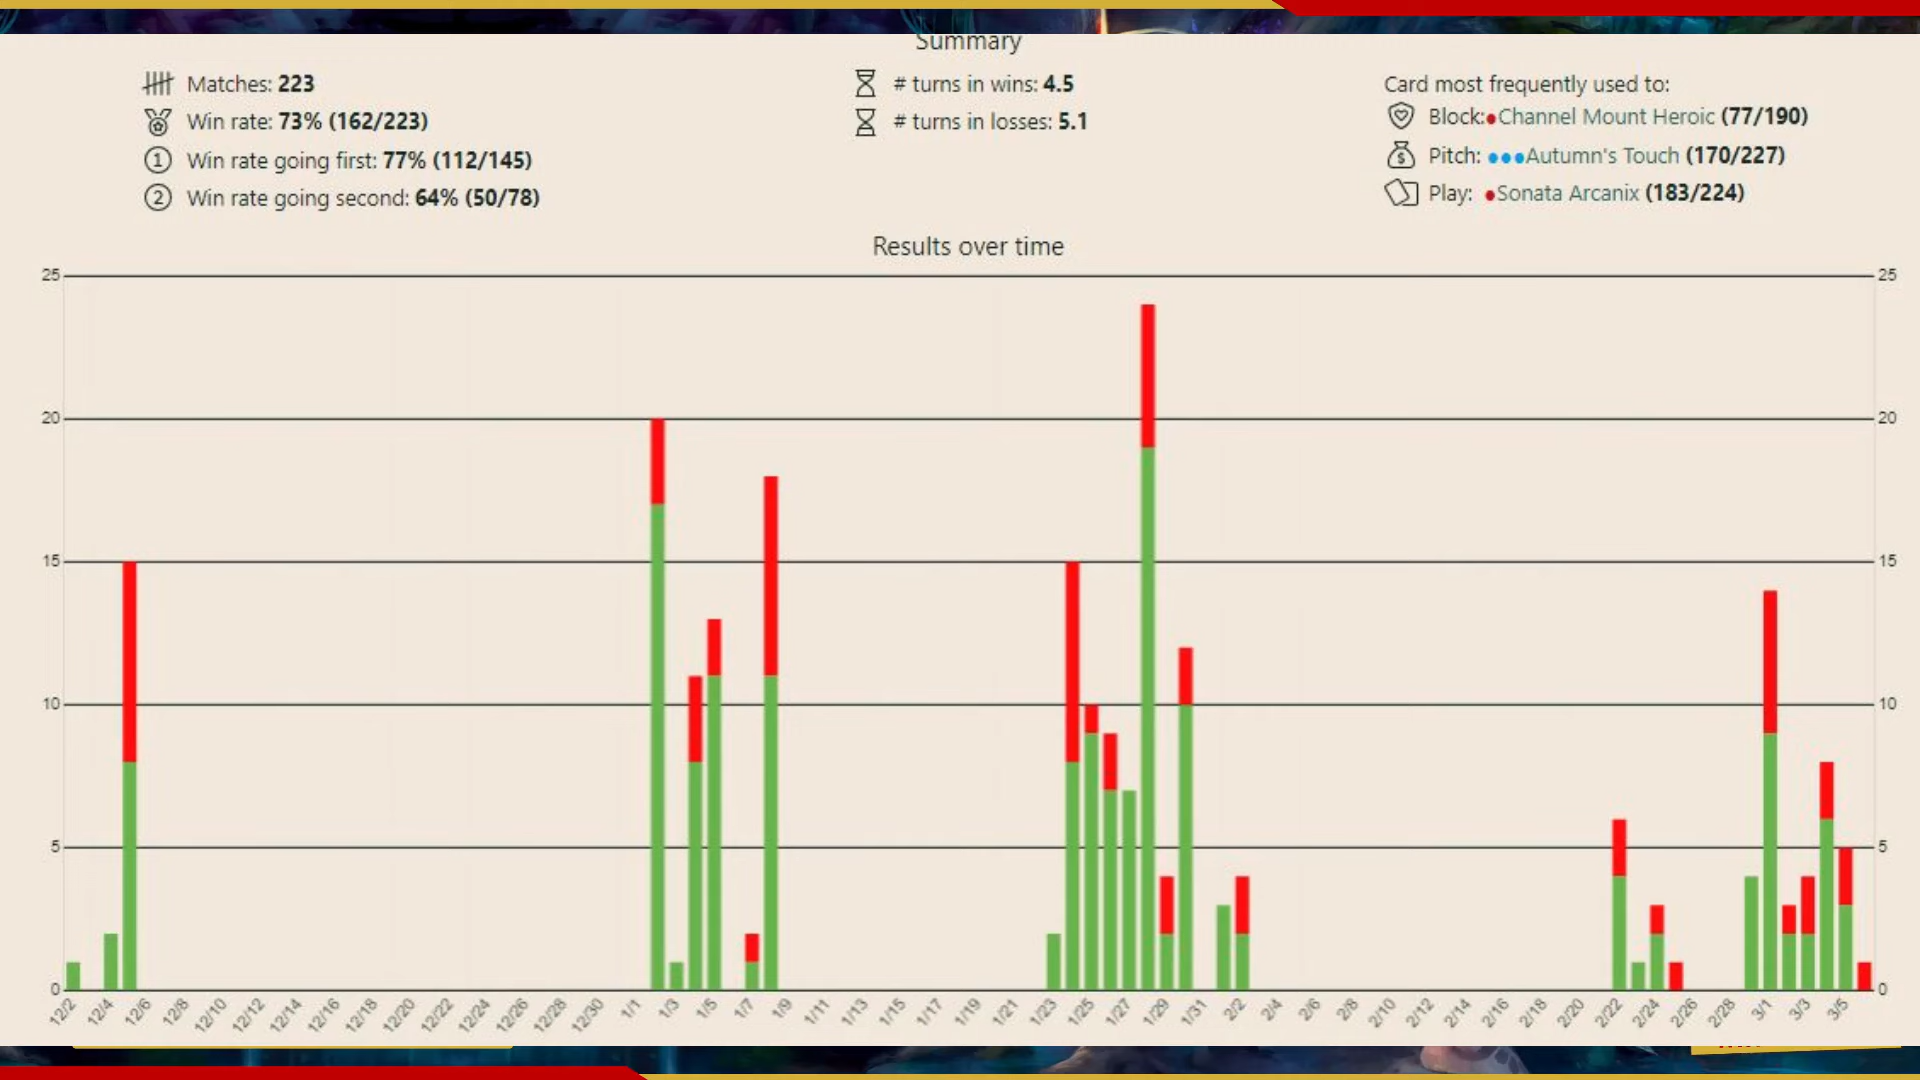 Summary
Matches: 223
Win rate: 73% (162/223)
Win rate going first: 77% (112/145)
Win rate going second: 64% (50/78)
# turns in wins: 4.5
# turns in losses: 5.1
Card most frequently used to:
Block: Channel Mount Heroic (77/190)
Pitch: Autumn's Touch (170/227)
Play: Sonata Arcanix (183/224)
Results over time
25 25
20 20
15 15
10 10
5 5
0 0
12/2 12/4 12/6 12/8 12/10 12/12 12/14 12/16 12/18 12/20 12/22 12/24 12/26 12/28 12/30 1/1 1/3 1/5 1/7 1/9 1/11 1/13 1/15 1/17 1/19 1/21 1/23 1/25 1/27 1/29 1/31 2/2 2/4 2/6 2/8 2/10 2/12 2/14 2/16 2/18 2/20 2/22 2/24 2/26 2/28 3/1 3/3 3/5